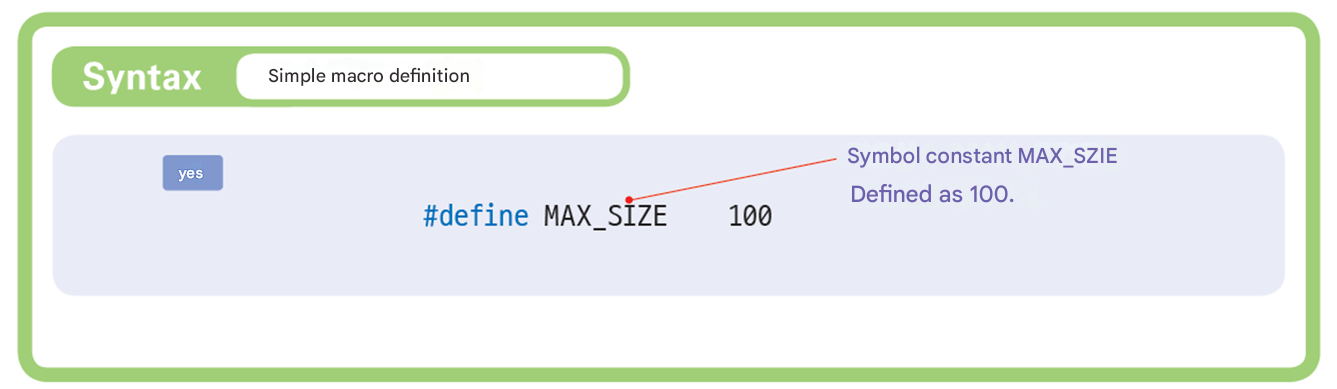 Syntax Simple macro definition
yes
Symbol constant MAX_SZIE
Defined as 100.
#define MAX_SIZE 100